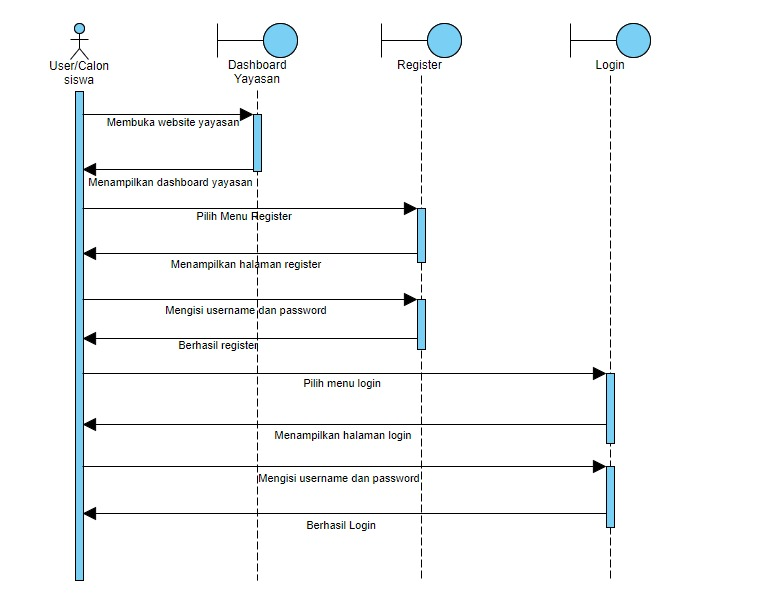 User/Calon
siswa
Dashboard
Yayasan
Register
Login
Membuka website yayasan
Menampilkan dashboard yayasan
Pilih Menu Register
Menampilkan halaman register
Mengisi username dan password
Berhasil register
Pilih menu login
Menampilkan halaman login
Mengisi username dan password
Berhasil Login